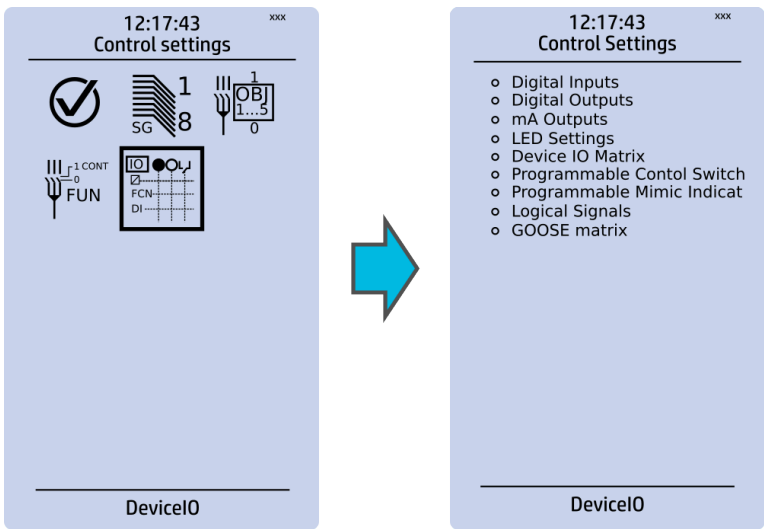 12:17:43
xxx
Control settings
1
SG
8
1
OBJ
1...5
0
1 CONT
0
FUN
IO
FCN
DI
DeviceIO
12:17:43
xxx
Control Settings
Digital Inputs
Digital Outputs
mA Outputs
LED Settings
Device IO Matrix
Programmable Contol Switch
Programmable Mimic Indicat
Logical Signals
GOOSE matrix
DeviceIO